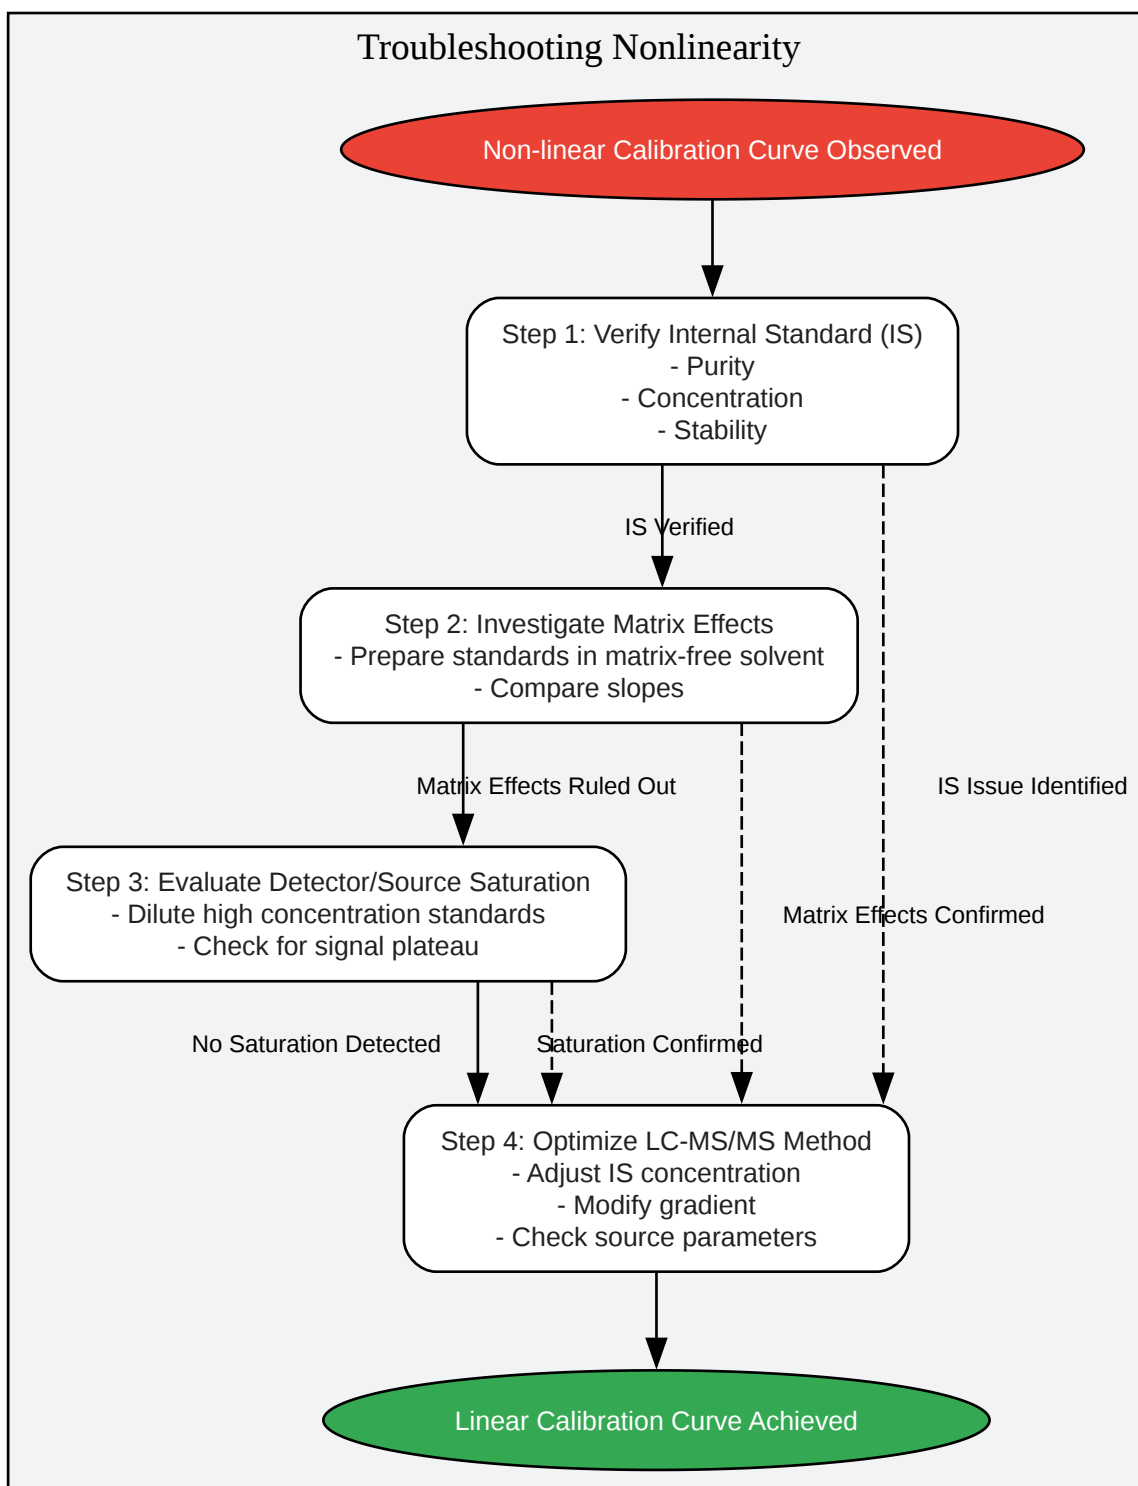 Troubleshooting Nonlinearity
Non-linear Calibration Curve Observed
Step 1: Verify Internal Standard (IS)
- Purity
- Concentration
- Stability
IS Verified
Step 2: Investigate Matrix Effects
- Prepare standards in matrix-free solvent
- Compare slopes
Matrix Effects Ruled Out
IS Issue Identified
Step 3: Evaluate Detector/Source Saturation
- Dilute high concentration standards
- Check for signal plateau
Matrix Effects Confirmed
No Saturation Detected
Saturation Confirmed
Step 4: Optimize LC-MS/MS Method
- Adjust IS concentration
- Modify gradient
- Check source parameters
Linear Calibration Curve Achieved